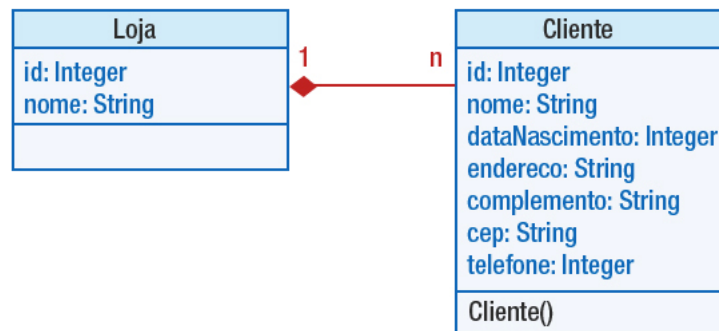 Loja
id: Integer
nome: String
1
n
Cliente
id: Integer
nome: String
dataNascimento: Integer
endereco: String
complemento: String
cep: String
telefone: Integer
Cliente()